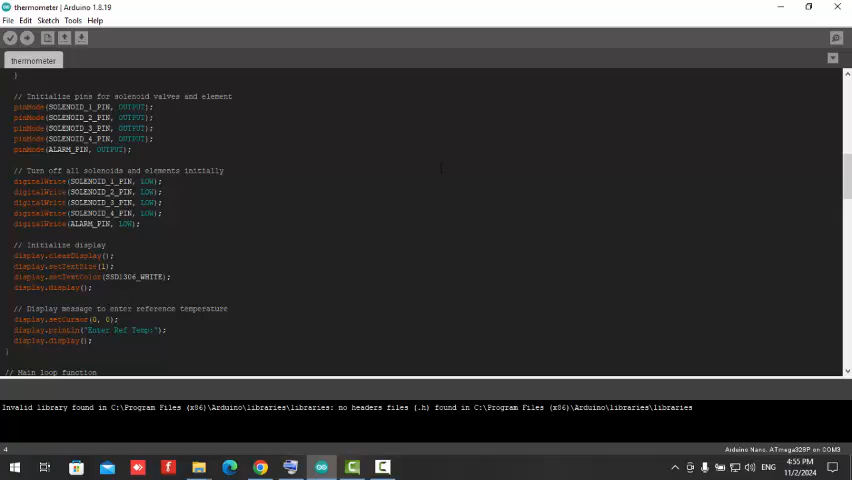 thermometer | Arduino 1.8.19
File Edit Sketch Tools Help
thermometer
}
// Initialize pins for solenoid valves and element
pinMode(SOLENOID_1_PIN, OUTPUT);
pinMode(SOLENOID_2_PIN, OUTPUT);
pinMode(SOLENOID_3_PIN, OUTPUT);
pinMode(SOLENOID_4_PIN, OUTPUT);
pinMode(ALARM_PIN, OUTPUT);
// Turn off all solenoids and elements initially
digitalWrite(SOLENOID_1_PIN, LOW);
digitalWrite(SOLENOID_2_PIN, LOW);
digitalWrite(SOLENOID_3_PIN, LOW);
digitalWrite(SOLENOID_4_PIN, LOW);
digitalWrite(ALARM_PIN, LOW);
// Initialize display
display.clearDisplay();
display.setTextSize(1);
display.setTextColor(SSD1306_WHITE);
display.display();
// Display message to enter reference temperature
display.setCursor(0, 0);
display.println("Enter Ref Temp:");
display.display();
}
// Main loop function
Invalid library found in C:\Program Files (x86)\Arduino\libraries\libraries: no headers files (.h) found in C:\Program Files (x86)\Arduino\libraries\libraries
4
Arduino Nano, ATmega328P on COM3
ENG
4:55 PM
11/2/2024